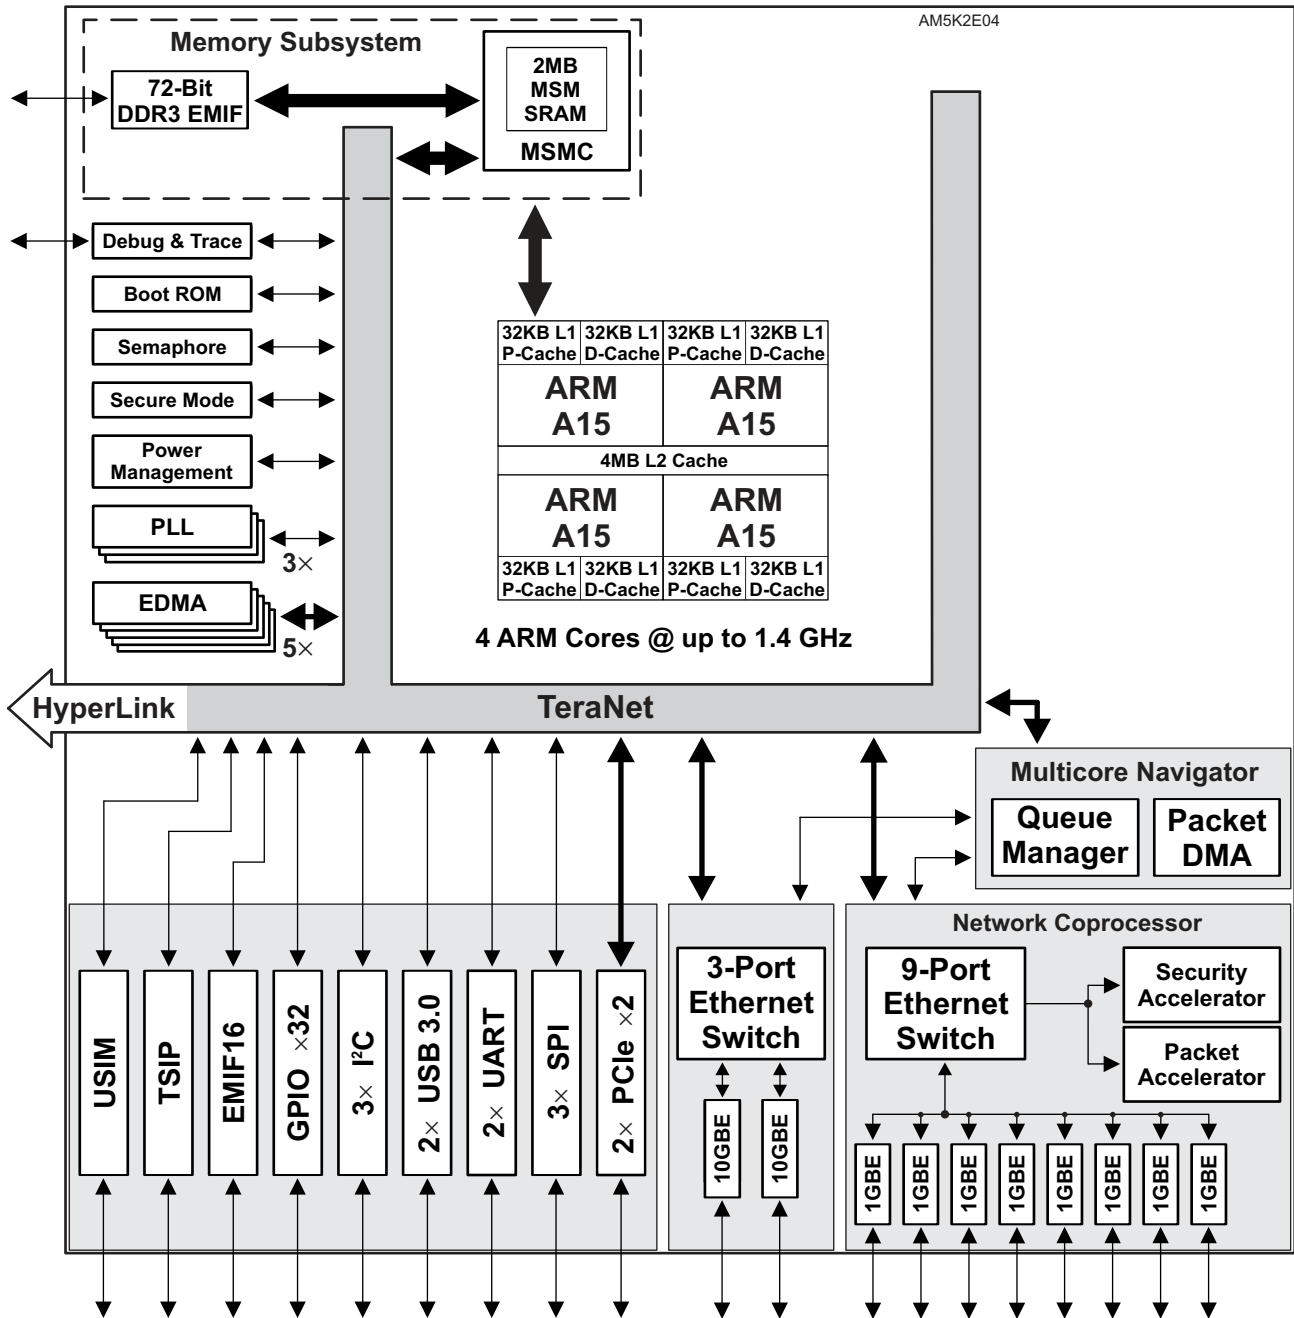 AM5K2E04
Memory Subsystem
72-Bit
DDR3 EMIF
2MB
MSM
SRAM
MSMC
Debug & Trace
Boot ROM
Semaphore
Secure Mode
Power
Management
PLL
3×
EDMA
5×
32KB L1 32KB L1 32KB L1 32KB L1
P-Cache D-Cache P-Cache D-Cache
ARM ARM
A15 A15
4MB L2 Cache
ARM ARM
A15 A15
32KB L1 32KB L1 32KB L1 32KB L1
P-Cache D-Cache P-Cache D-Cache
4 ARM Cores @ up to 1.4 GHz
HyperLink
TeraNet
Multicore Navigator
Queue
Manager
Packet
DMA
USIM
TSIP
EMIF16
GPIO ×32
3× I²C
2× USB 3.0
2× UART
3× SPI
2× PCIe ×2
3-Port
Ethernet
Switch
10GBE
10GBE
Network Coprocessor
9-Port
Ethernet
Switch
Security
Accelerator
Packet
Accelerator
1GBE
1GBE
1GBE
1GBE
1GBE
1GBE
1GBE
1GBE